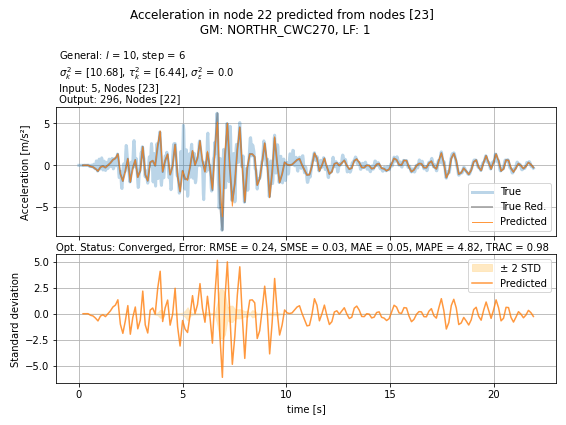 Acceleration in node 22 predicted from nodes [23]
GM: NORTHR_CWC270, LF: 1
General: l = 10, step = 6
σ²ₖ = [10.68], τ²ₖ = [6.44], σ²ε = 0.0
Input: 5, Nodes [23]
Output: 296, Nodes [22]
Acceleration [m/s²]
5
0
−5
True
True Red.
Predicted
Opt. Status: Converged, Error: RMSE = 0.24, SMSE = 0.03, MAE = 0.05, MAPE = 4.82, TRAC = 0.98
Standard deviation
5.0
2.5
0.0
−2.5
−5.0
± 2 STD
Predicted
0 5 10 15 20
time [s]